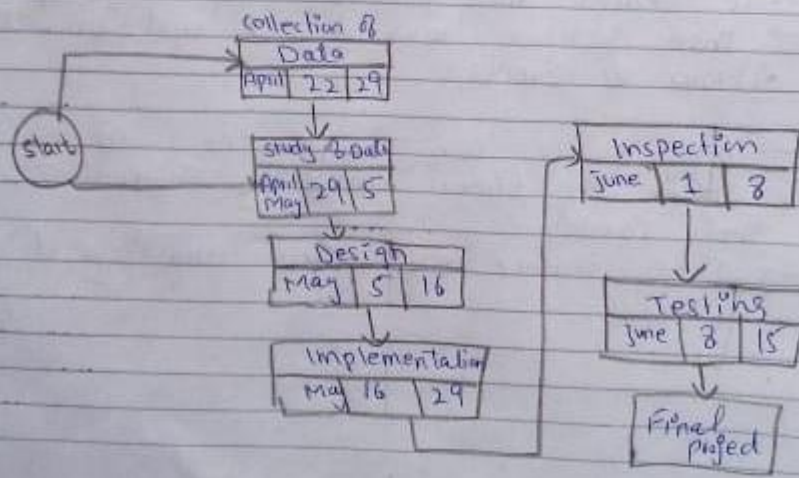 Collection of
Data
April 22 29
Start
Study of Data
April May 29 5
Design
May 5 16
Implementation
May 16 29
Inspection
June 1 8
Testing
June 8 15
Final project